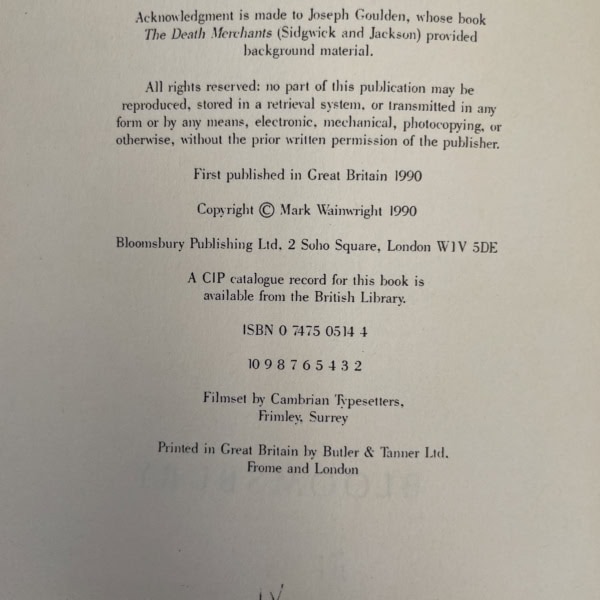 Acknowledgment is made to Joseph Goulden, whose book
The Death Merchants (Sidgwick and Jackson) provided
background material.
All rights reserved: no part of this publication may be
reproduced, stored in a retrieval system, or transmitted in any
form or by any means, electronic, mechanical, photocopying, or
otherwise, without the prior written permission of the publisher.
First published in Great Britain 1990
Copyright © Mark Wainwright 1990
Bloomsbury Publishing Ltd, 2 Soho Square, London W1V 5DE
A CIP catalogue record for this book is
available from the British Library.
ISBN 0 7475 0514 4
10 9 8 7 6 5 4 3 2
Filmset by Cambrian Typesetters,
Frimley, Surrey
Printed in Great Britain by Butler & Tanner Ltd.
Frome and London